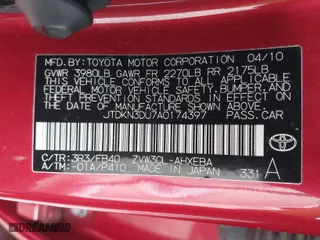 MFD. BY: TOYOTA MOTOR CORPORATION 04/10
GVWR 3980LB GAWR FR 2270LB RR 2175LB
THIS VEHICLE CONFORMS TO ALL APPLICABLE
FEDERAL MOTOR VEHICLE SAFETY, BUMPER, AND
THEFT PREVENTION STANDARDS IN EFFECT ON
THE DATE OF MANUFACTURE SHOWN ABOVE.
JTDKN3DU7A0174397 PASS.CAR
C/TR: 3R3/FB40 ZVW30L-AHXEBA
A/TM: -01A/P410 MADE IN JAPAN 331 A
TOYOTA